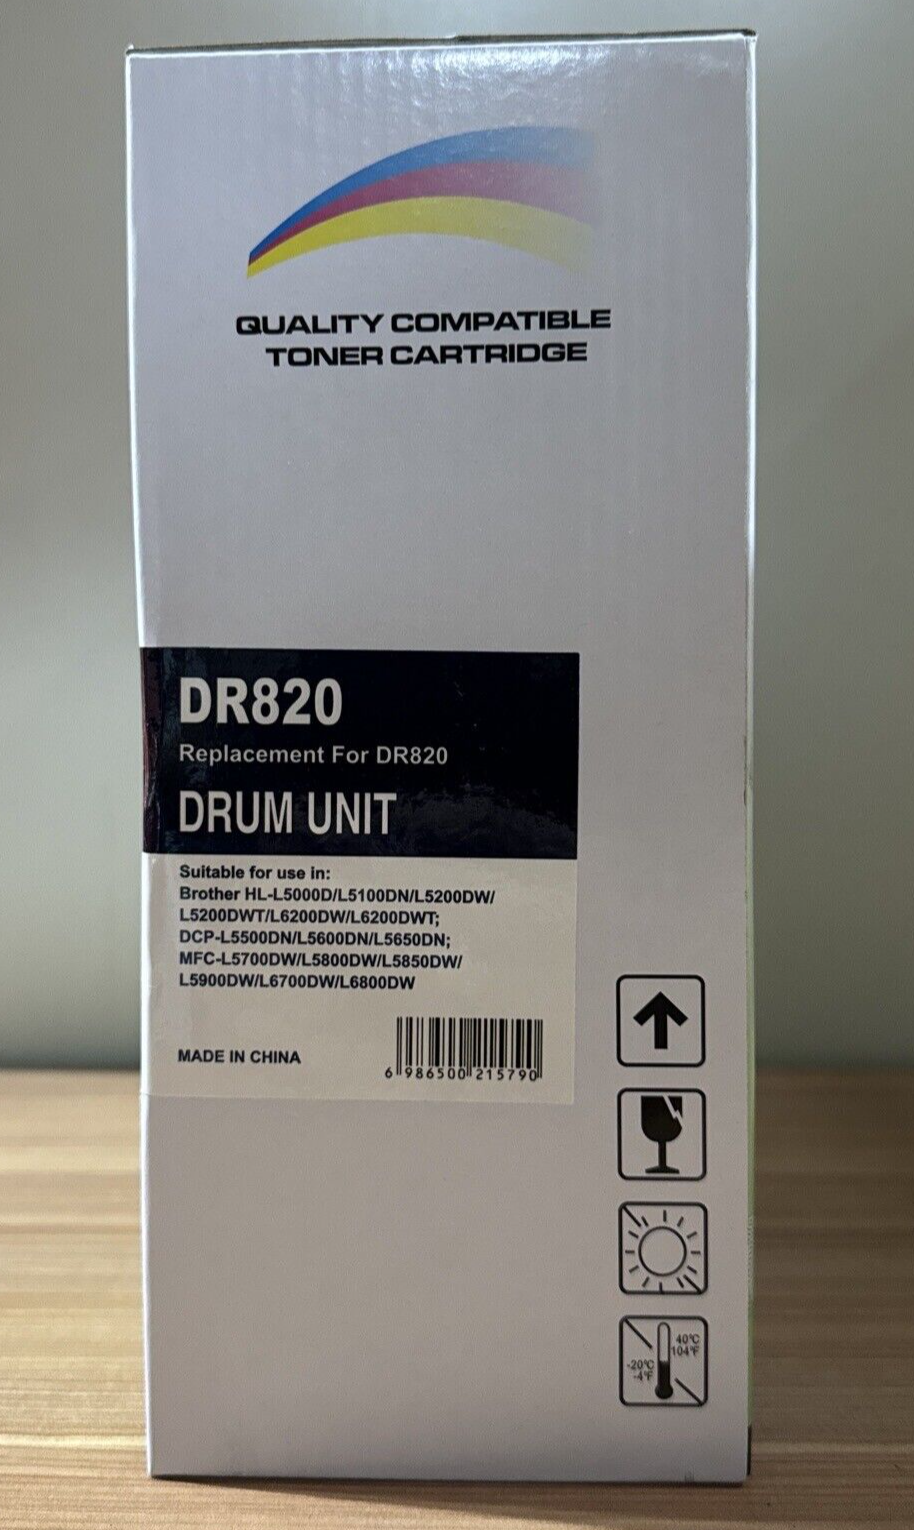 QUALITY COMPATIBLE
TONER CARTRIDGE
DR820
Replacement For DR820
DRUM UNIT
Suitable for use in:
Brother HL-L5000D/L5100DN/L5200DW/
L5200DWT/L6200DW/L6200DWT;
DCP-L5500DN/L5600DN/L5650DN;
MFC-L5700DW/L5800DW/L5850DW/
L5900DW/L6700DW/L6800DW
MADE IN CHINA
6 986500 215790
40°C
104°F
-20°C
-4°F